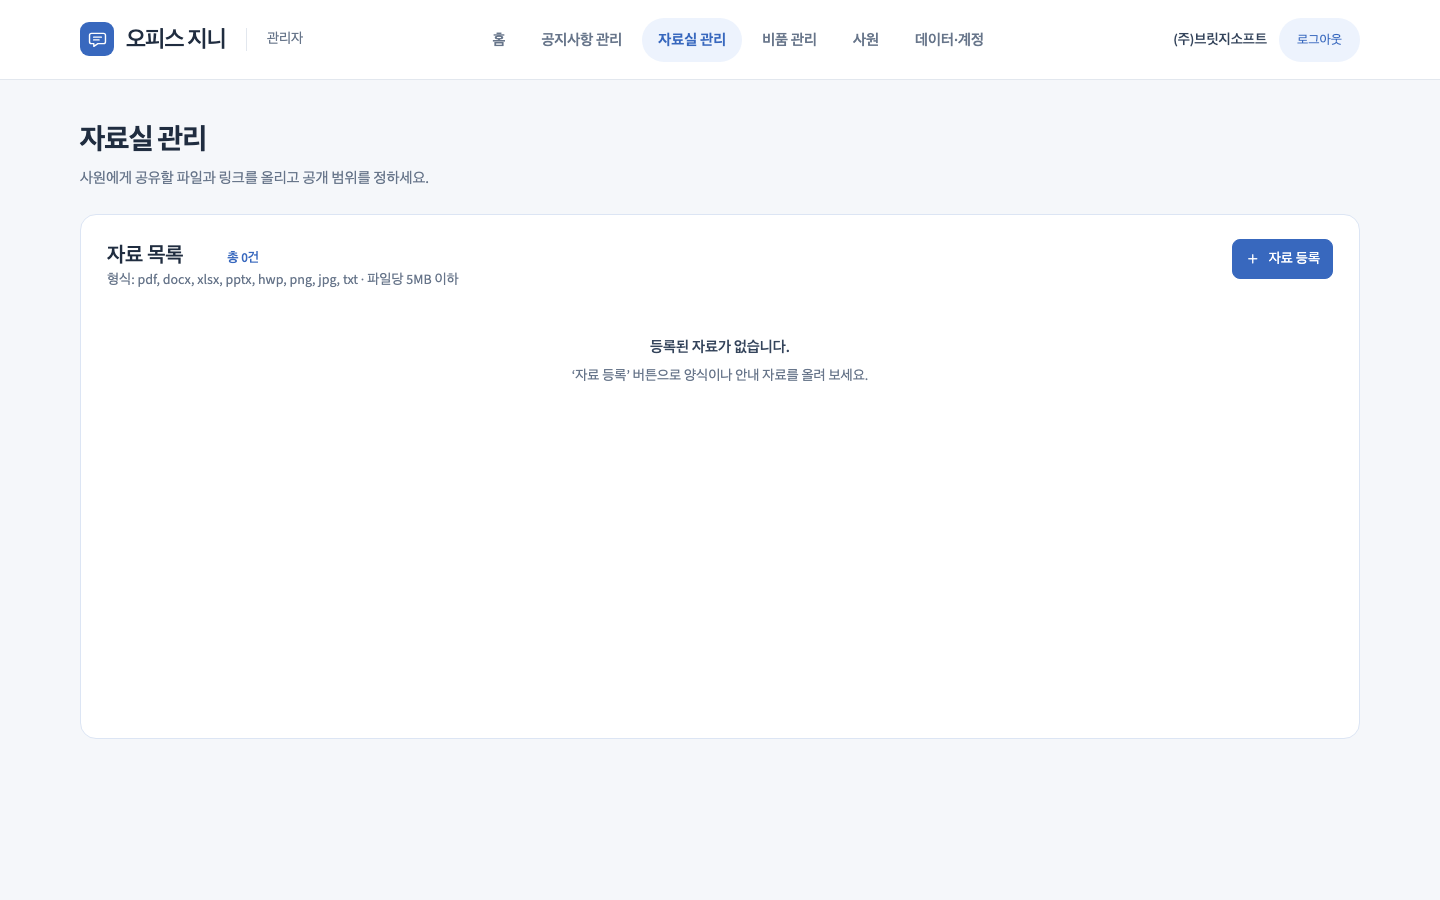 오피스 지니
관리자
홈
공지사항 관리
자료실 관리
비품 관리
사원
데이터·계정
(주)브릿지소프트
로그아웃
자료실 관리
사원에게 공유할 파일과 링크를 올리고 공개 범위를 정하세요.
자료 목록
총 0건
형식: pdf, docx, xlsx, pptx, hwp, png, jpg, txt · 파일당 5MB 이하
+ 자료 등록
등록된 자료가 없습니다.
‘자료 등록’ 버튼으로 양식이나 안내 자료를 올려 보세요.